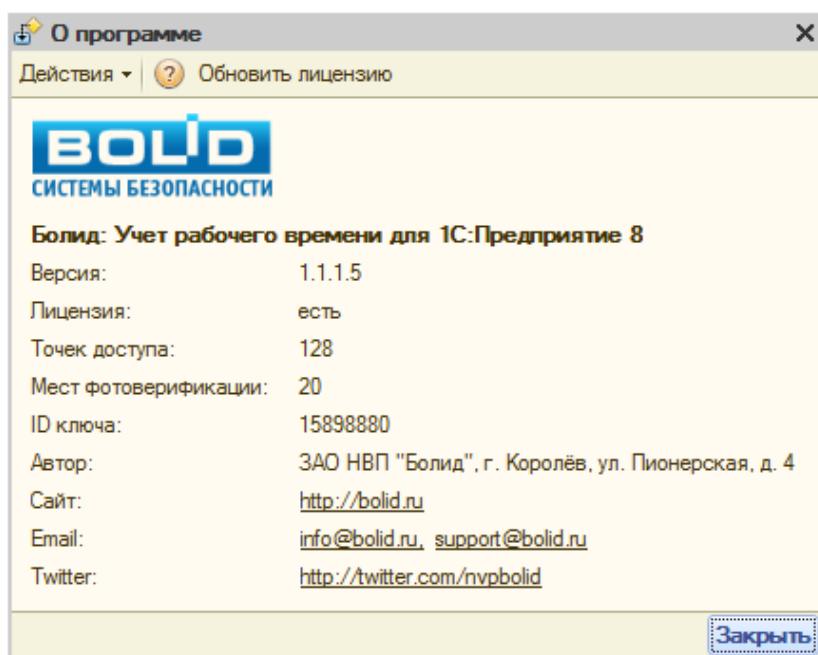 О программе
Действия ? Обновить лицензию
BOLID
СИСТЕМЫ БЕЗОПАСНОСТИ
Болид: Учет рабочего времени для 1С:Предприятие 8
Версия: 1.1.1.5
Лицензия: есть
Точек доступа: 128
Мест фотоверификации: 20
ID ключа: 15898880
Автор: ЗАО НВП "Болид", г. Королёв, ул. Пионерская, д. 4
Сайт: http://bolid.ru
Email: info@bolid.ru, support@bolid.ru
Twitter: http://twitter.com/nvpbolid
Закрыть